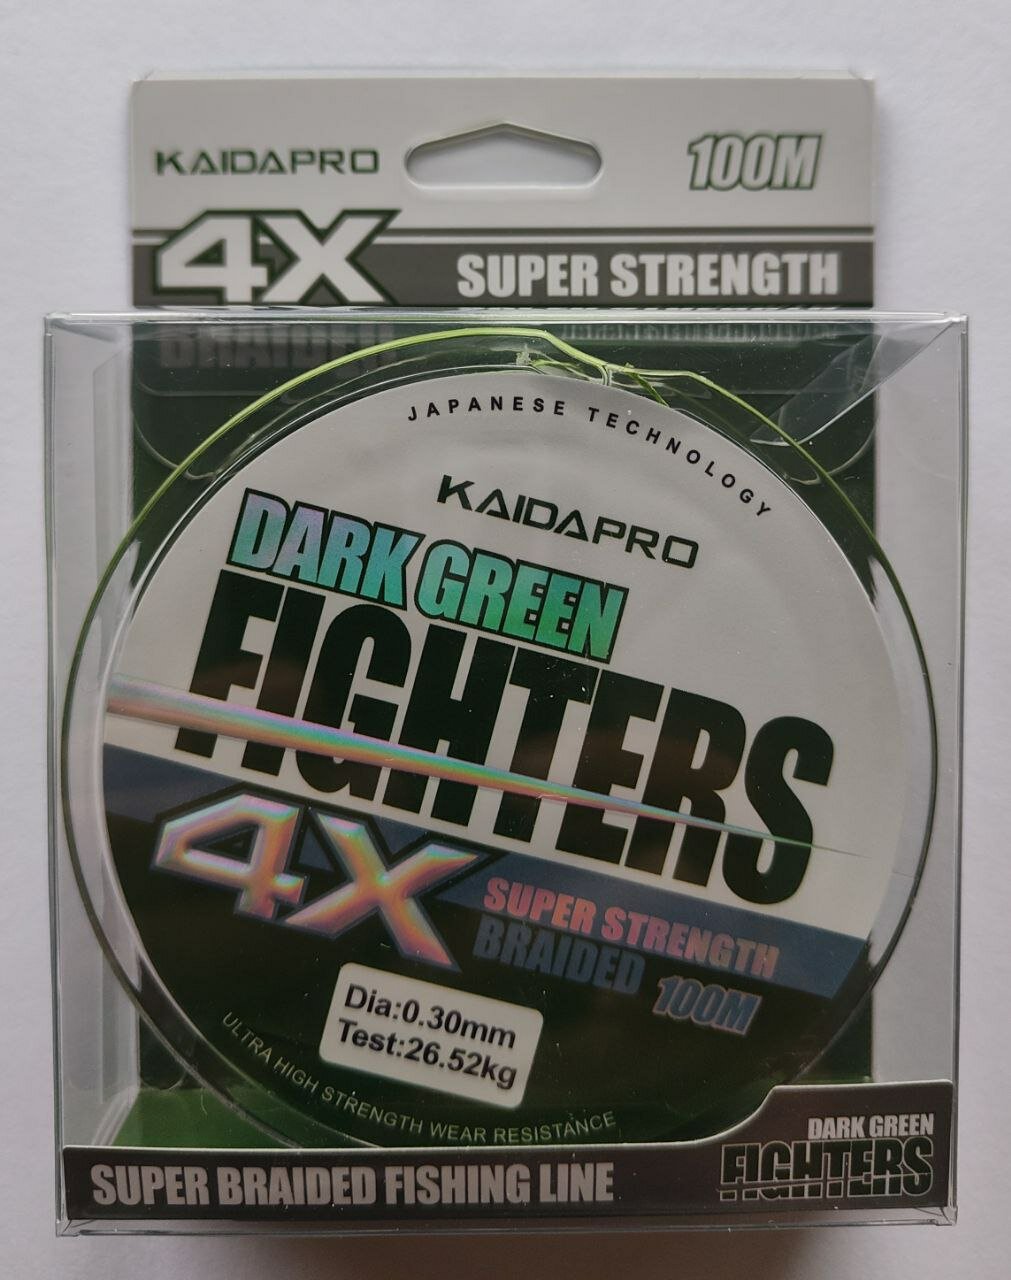 KAIDAPRO
100M
4X
SUPER STRENGTH
BRAIDED
JAPANESE TECHNOLOGY
KAIDAPRO
DARK GREEN
FIGHTERS
4X
SUPER STRENGTH
BRAIDED 100M
Dia:0.30mm
Test:26.52kg
ULTRA HIGH STRENGTH WEAR RESISTANCE
DARK GREEN
FIGHTERS
SUPER BRAIDED FISHING LINE